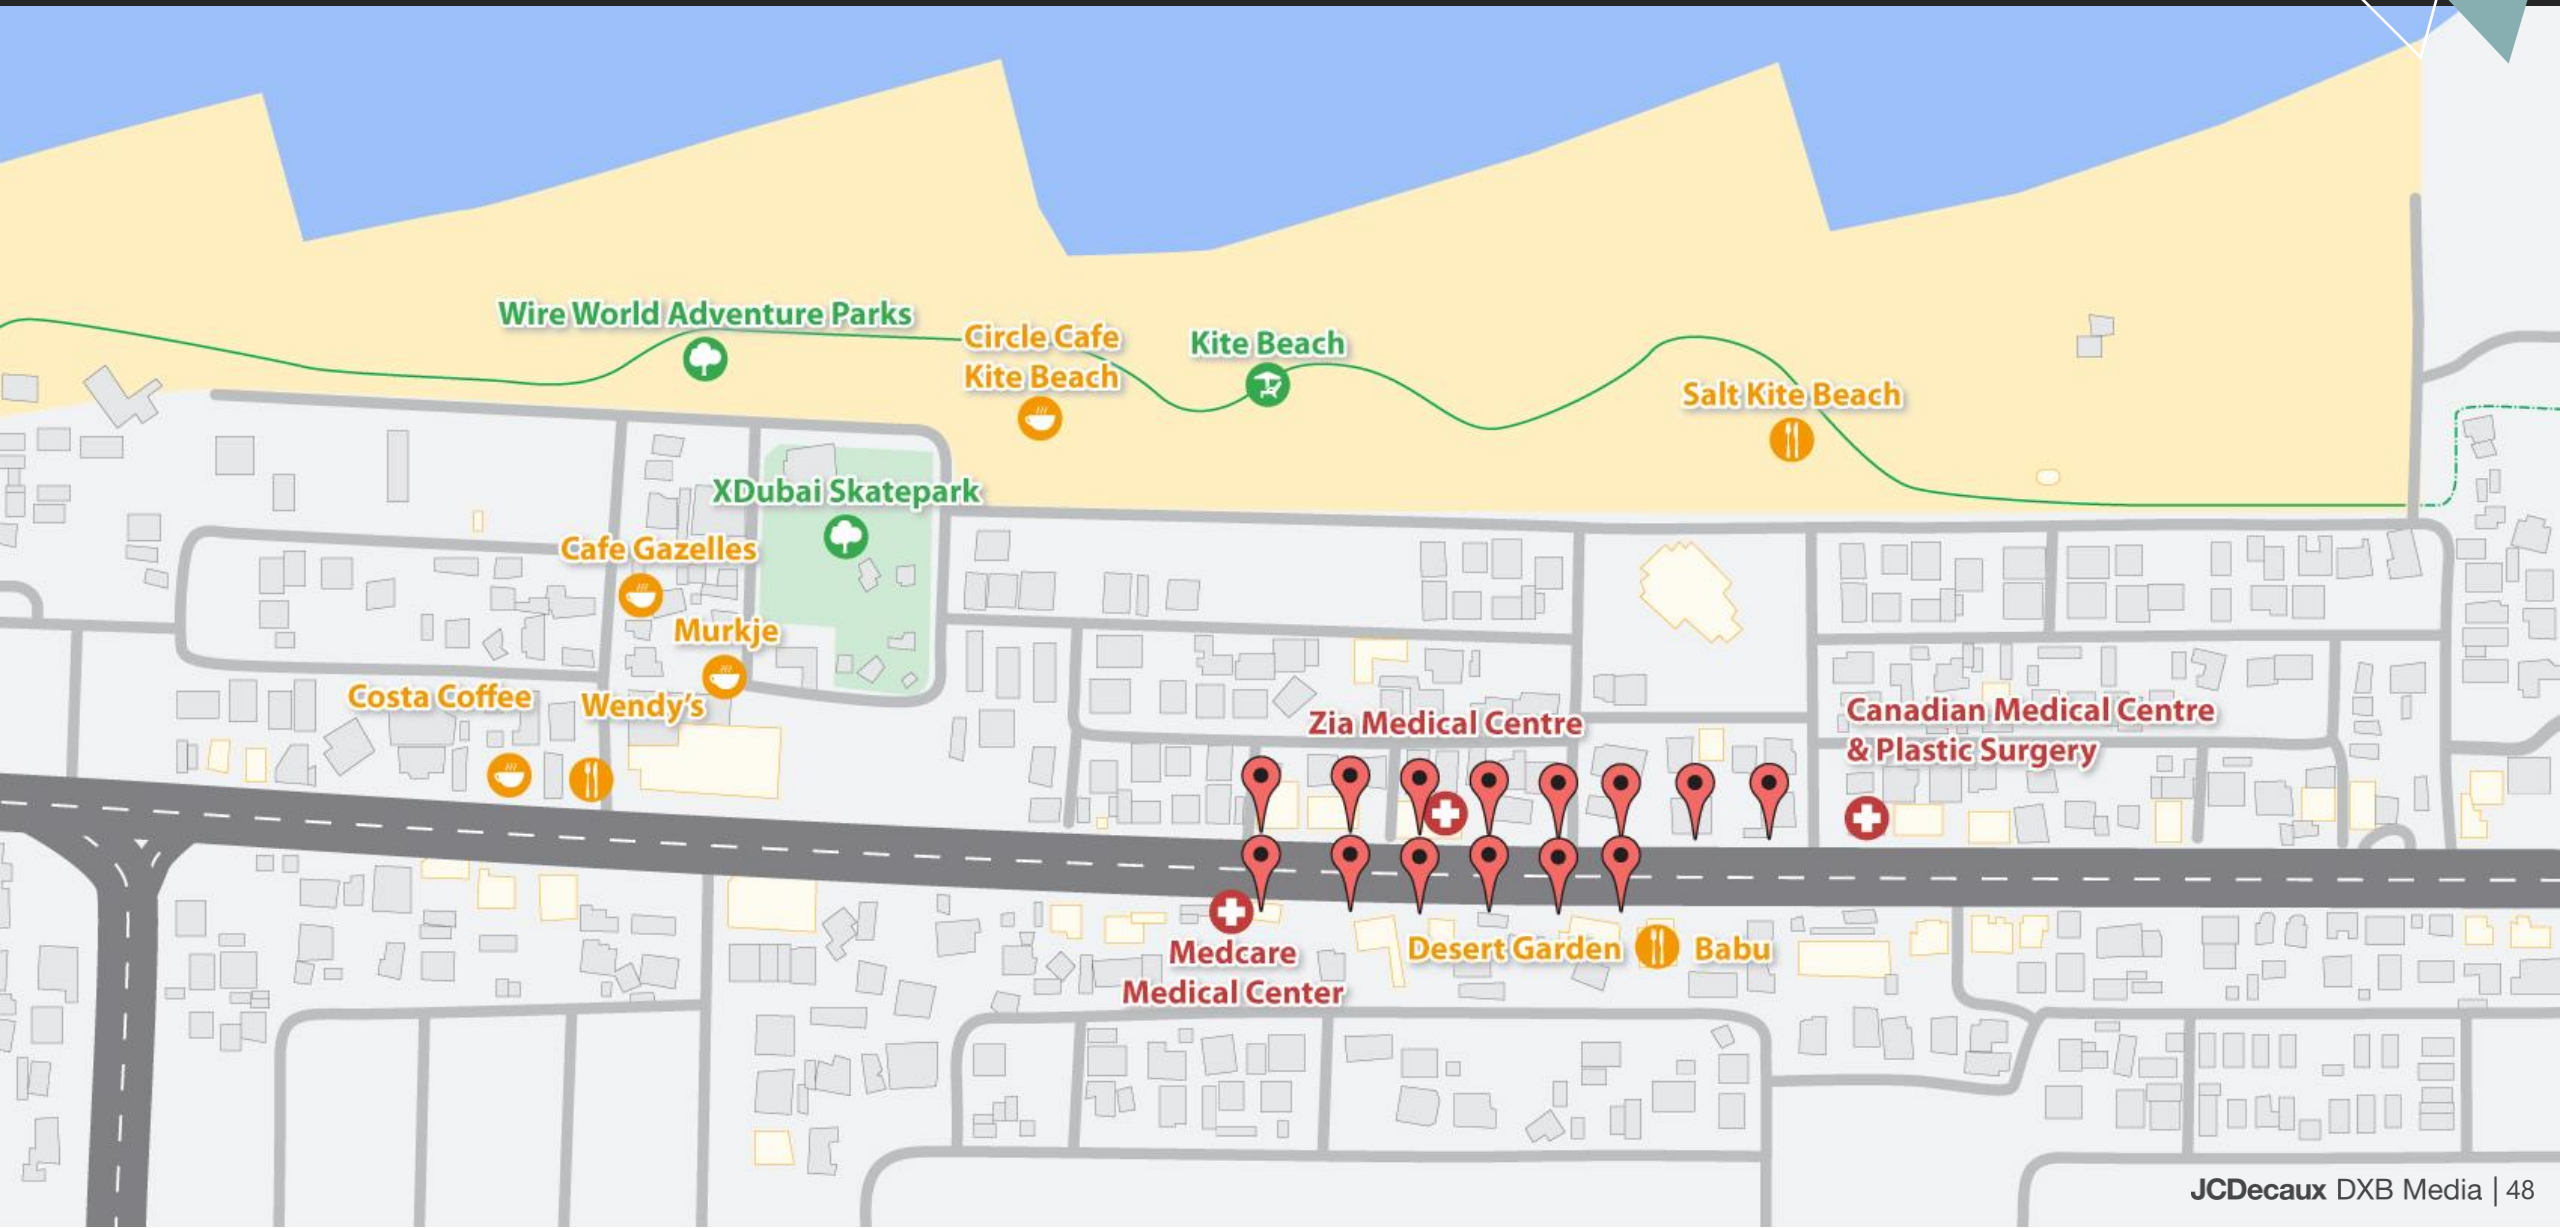 Wire World Adventure Parks
Circle Cafe
Kite Beach
Kite Beach
Salt Kite Beach
XDubai Skatepark
Cafe Gazelles
Murkje
Costa Coffee
Wendy's
Zia Medical Centre
Canadian Medical Centre
& Plastic Surgery
Medcare
Medical Center
Desert Garden
Babu
JCDecaux DXB Media | 48